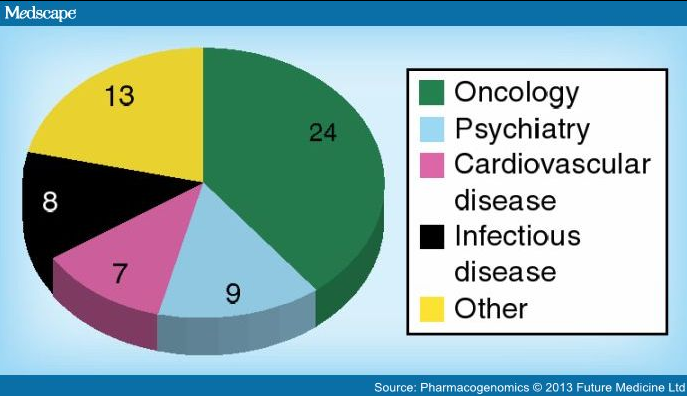 Medscape
13
24
8
7
9
Oncology
Psychiatry
Cardiovascular
disease
Infectious
disease
Other
Source: Pharmacogenomics © 2013 Future Medicine Ltd